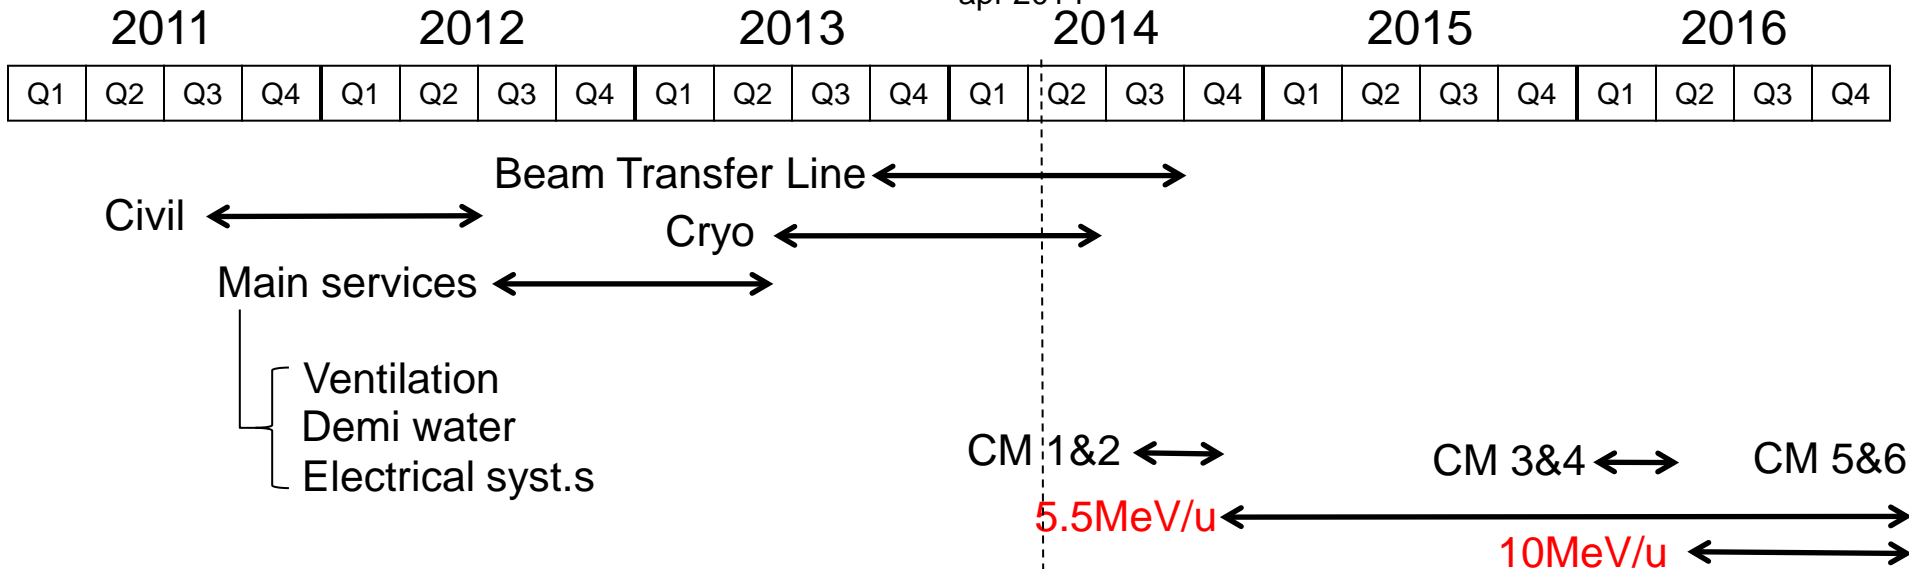 apr 2014
2011 2012 2013 2014 2015 2016
Q1 Q2 Q3 Q4 Q1 Q2 Q3 Q4 Q1 Q2 Q3 Q4 Q1 Q2 Q3 Q4 Q1 Q2 Q3 Q4 Q1 Q2 Q3 Q4
Beam Transfer Line
Civil
Cryo
Main services
Ventilation
Demi water
Electrical syst.s
CM 1&2
CM 3&4
CM 5&6
5.5MeV/u
10MeV/u